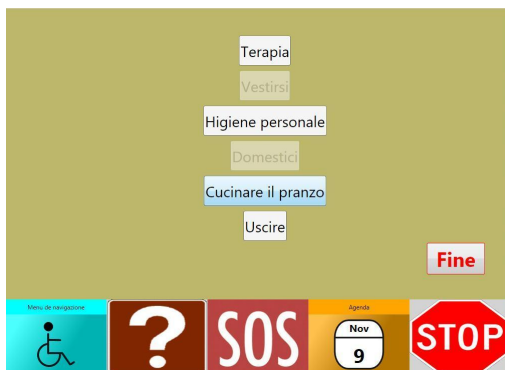 Terapia
Vestirsi
Higiene personale
Domestici
Cucinare il pranzo
Uscire
Fine
Menu de navigazione
?
SOS
Agenda
Nov
9
STOP